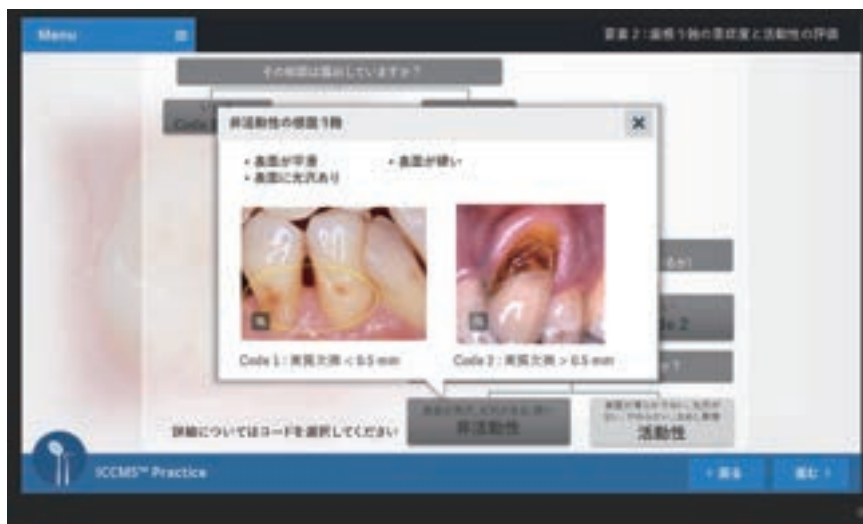 Menu
要素2：歯根う蝕の重症度と活動性の評価
その根面は露出していますか？
Code
非活動性の根面う蝕
• 表面が平滑 • 表面が硬い
• 表面に光沢あり
Code 1：実質欠損 < 0.5 mm
Code 2：実質欠損 > 0.5 mm
か？
詳細についてはコードを選択してください
非活動性
活動性
ICCMS™ Practice
戻る
進む